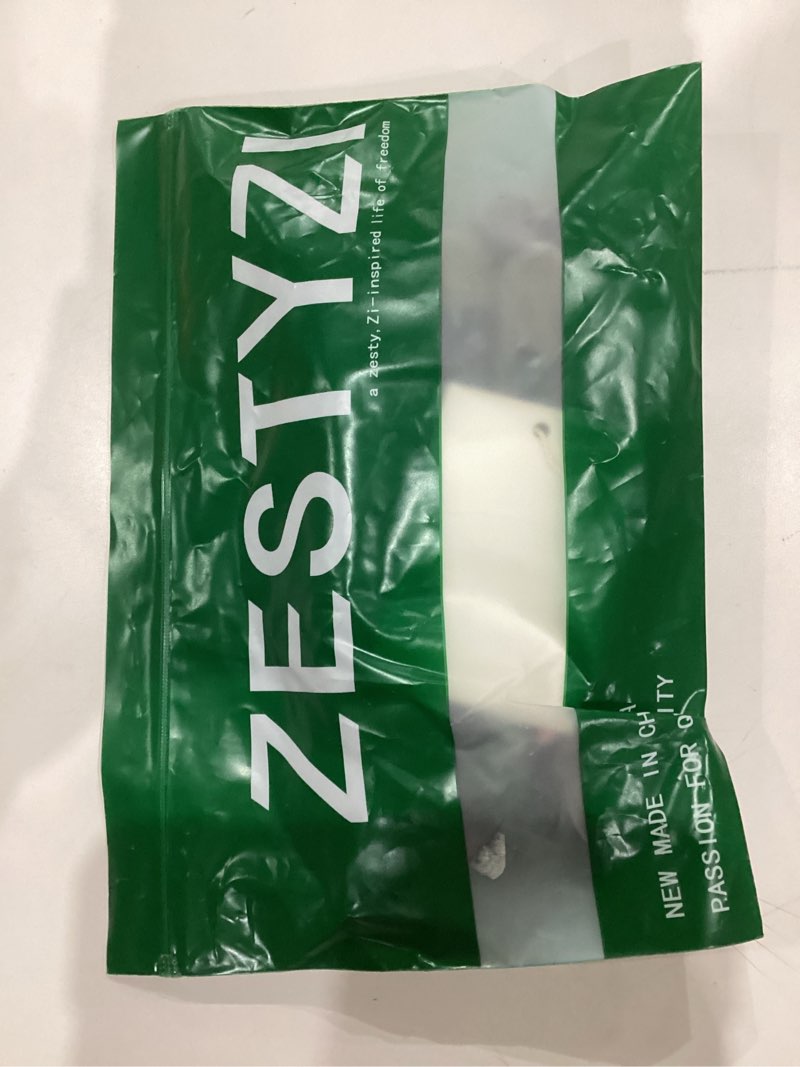 ZESTYZI
a zesty, Zi-inspired life of freedom
NEW MADE IN
PASSION FOR